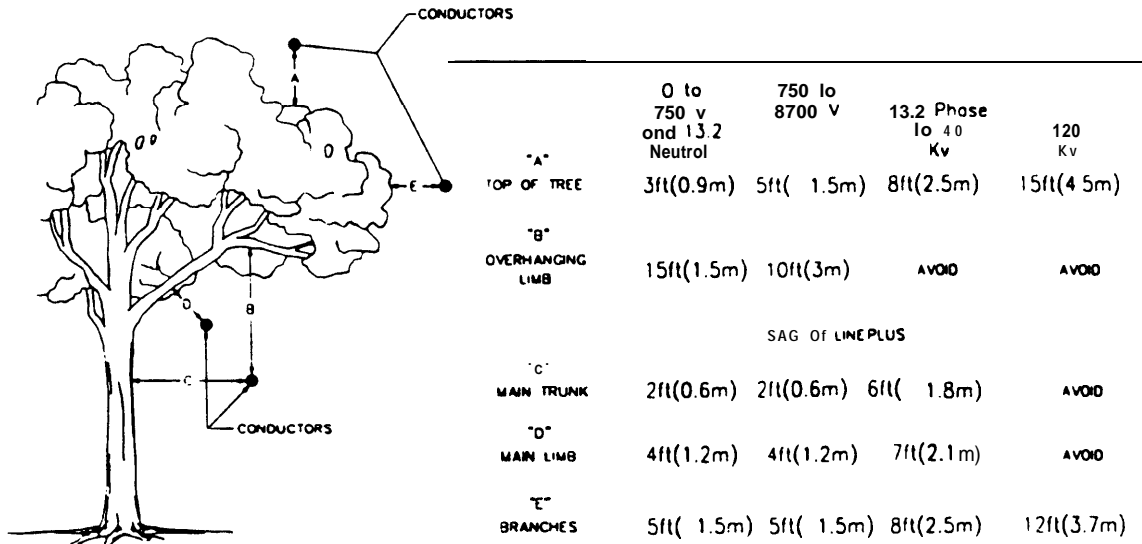 CONDUCTORS
A
E
D
B
C
CONDUCTORS
0 to 750 lo
750 v 8700 V 13.2 Phase
ond 13.2 lo 40 120
Neutrol Kv Kv
"A"
TOP OF TREE 3ft(0.9m) 5ft( 1.5m) 8ft(2.5m) 15ft(4 5m)
"B"
OVERHANGING
LIMB 15ft(1.5m) 10ft(3m) AVOID AVOID
SAG Of LINE PLUS
"C"
MAIN TRUNK 2ft(0.6m) 2ft(0.6m) 6ft( 1.8m) AVOID
"D"
MAIN LIMB 4ft(1.2m) 4ft(1.2m) 7ft(2.1m) AVOID
"E"
BRANCHES 5ft( 1.5m) 5ft( 1.5m) 8ft(2.5m) 12ft(3.7m)